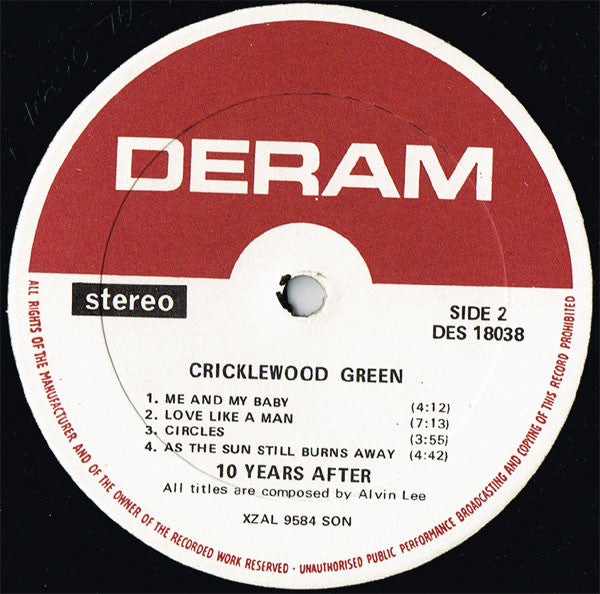 DERAM
stereo
SIDE 2
DES 18038
CRICKLEWOOD GREEN
1. ME AND MY BABY (4:12)
2. LOVE LIKE A MAN (7:13)
3. CIRCLES (3:55)
4. AS THE SUN STILL BURNS AWAY (4:42)
10 YEARS AFTER
All titles are composed by Alvin Lee
XZAL 9584 SON
ALL RIGHTS OF THE MANUFACTURER AND OF THE OWNER OF THE RECORDED WORK RESERVED · UNAUTHORISED PUBLIC PERFORMANCE BROADCASTING AND COPYING OF THIS RECORD PROHIBITED